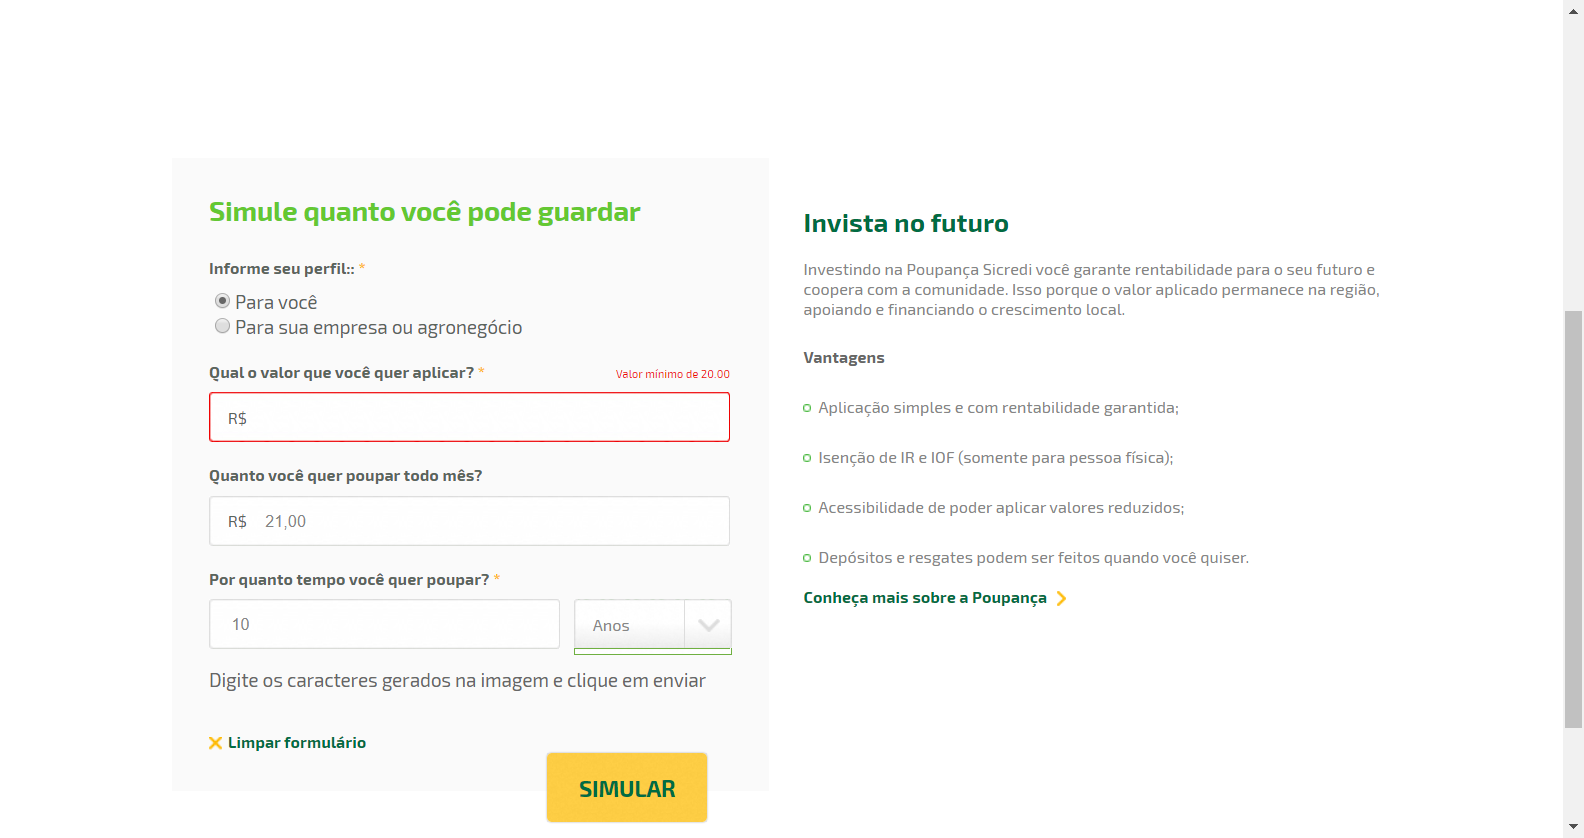 Simule quanto você pode guardar
Informe seu perfil:: *
Para você
Para sua empresa ou agronegócio
Qual o valor que você quer aplicar? *
Valor mínimo de 20.00
R$
Quanto você quer poupar todo mês?
R$ 21,00
Por quanto tempo você quer poupar? *
10
Anos
Digite os caracteres gerados na imagem e clique em enviar
Limpar formulário
SIMULAR
Invista no futuro
Investindo na Poupança Sicredi você garante rentabilidade para o seu futuro e
coopera com a comunidade. Isso porque o valor aplicado permanece na região,
apoiando e financiando o crescimento local.
Vantagens
Aplicação simples e com rentabilidade garantida;
Isenção de IR e IOF (somente para pessoa física);
Acessibilidade de poder aplicar valores reduzidos;
Depósitos e resgates podem ser feitos quando você quiser.
Conheça mais sobre a Poupança